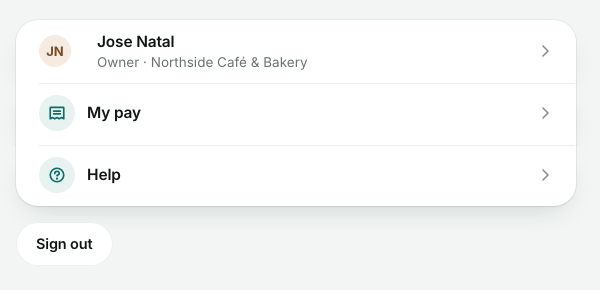 JN
Jose Natal
Owner · Northside Café & Bakery
My pay
Help
Sign out